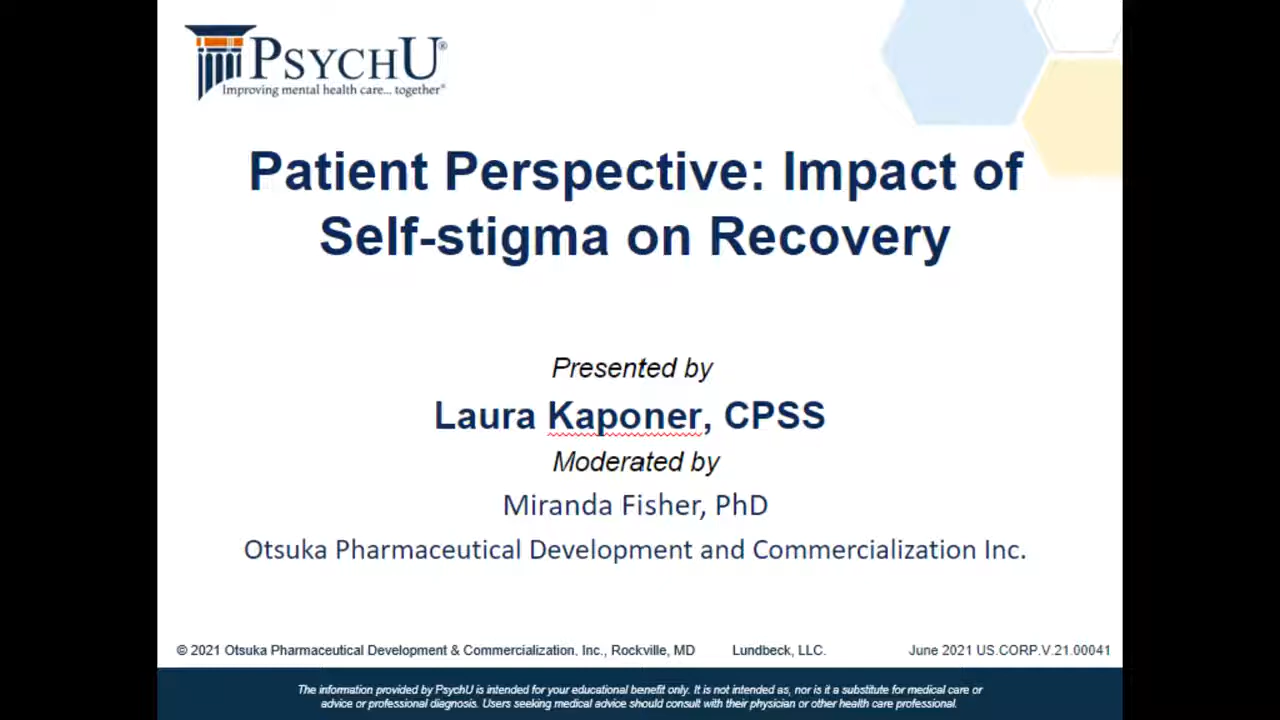 PSYCHU®
Improving mental health care... together®
Patient Perspective: Impact of
Self-stigma on Recovery
Presented by
Laura Kaponer, CPSS
Moderated by
Miranda Fisher, PhD
Otsuka Pharmaceutical Development and Commercialization Inc.
© 2021 Otsuka Pharmaceutical Development & Commercialization, Inc., Rockville, MD Lundbeck, LLC. June 2021 US.CORP.V.21.00041
The information provided by PsychU is intended for your educational benefit only. It is not intended as, nor is it a substitute for medical care or
advice or professional diagnosis. Users seeking medical advice should consult with their physician or other health care professional.